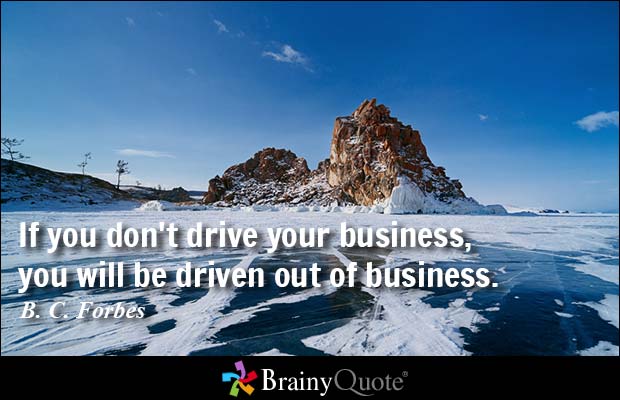 If you don't drive your business,
you will be driven out of business.
B. C. Forbes
BrainyQuote®